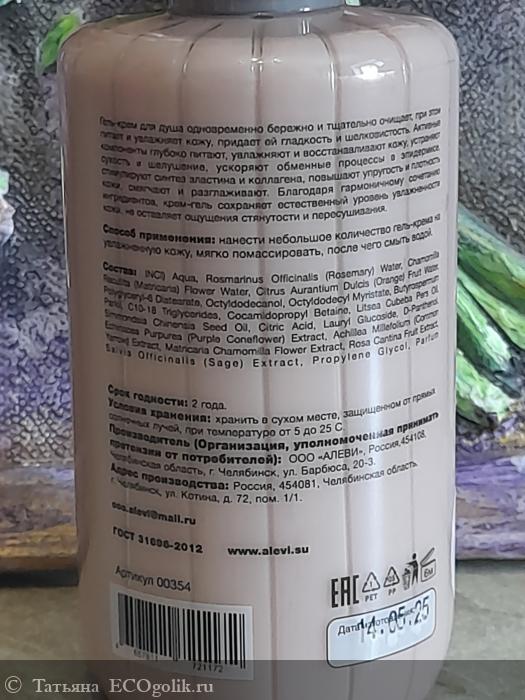 Гель-крем для душа одновременно бережно и тщательно очищает, при этом
питает и увлажняет кожу, придает ей гладкость и шелковистость. Активные
компоненты глубоко питают, увлажняют и восстанавливают кожу, устраняют
сухость и шелушение, ускоряют обменные процессы в эпидермисе,
стимулируют синтез эластина и коллагена, повышают упругость и плотность
кожи, смягчают и разглаживают. Благодаря гармоничному сочетанию
ингредиентов, крем-гель сохраняет естественный уровень увлажненности
кожи, не оставляет ощущения стянутости и пересушивания.
Способ применения: нанести небольшое количество гель-крема на
увлажненную кожу, мягко помассировать, после чего смыть водой.
Состав: (INCI) Aqua, Rosmarinus Officinalis (Rosemary) Water, Chamomilla
Recutita (Matricaria) Flower Water, Citrus Aurantium Dulcis (Orange) Fruit Water,
Polyglyceryl-6 Distearate, Octyldodecanol, Octyldodecyl Myristate, Butyrospermum
Parkii, C10-18 Triglycerides, Cocamidopropyl Betaine, Litsea Cubeba Pers Oil,
Simmondsia Chinensis Seed Oil, Citric Acid, Lauryl Glucoside, D-Panthenol,
Echinacea Purpurea (Purple Coneflower) Extract, Achillea Millefolium (Common
Yarrow) Extract, Matricaria Chamomilla Flower Extract, Rosa Cantina Fruit Extract,
Salvia Officinalis (Sage) Extract, Propylene Glycol, Parfum
Срок годности: 2 года.
Условия хранения: хранить в сухом месте, защищенном от прямых
солнечных лучей, при температуре от 5 до 25 С
Производитель (Организация, уполномоченная принимать
претензии от потребителей): ООО «АЛЕВИ», Россия,454108,
Челябинская область, г. Челябинск, ул. Барбюса, 20-3.
Адрес производства: Россия, 454081, Челябинская область,
г. Челябинск, ул. Котина, д. 72, пом. 1/1.
ooo.alevi@mail.ru
ГОСТ 31696-2012 www.alevi.su
Артикул 00354
EAC PET PP 6М
14.05.25
721172
Татьяна ECOgolik.ru